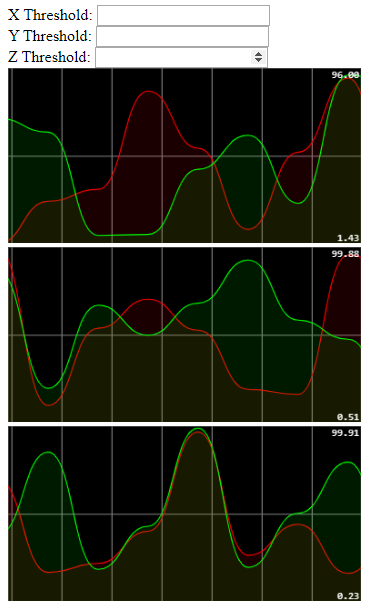 X Threshold:
Y Threshold:
Z Threshold:
96.00
1.43
99.88
0.51
99.91
0.23